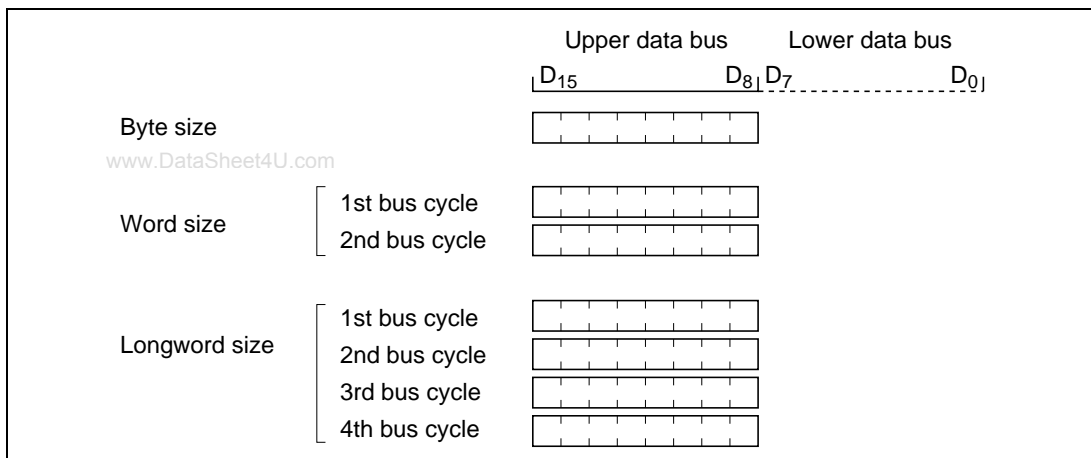 Upper data bus Lower data bus
D15 D8 D7 D0
Byte size
www.DataSheet4U.com
Word size
1st bus cycle
2nd bus cycle
Longword size
1st bus cycle
2nd bus cycle
3rd bus cycle
4th bus cycle